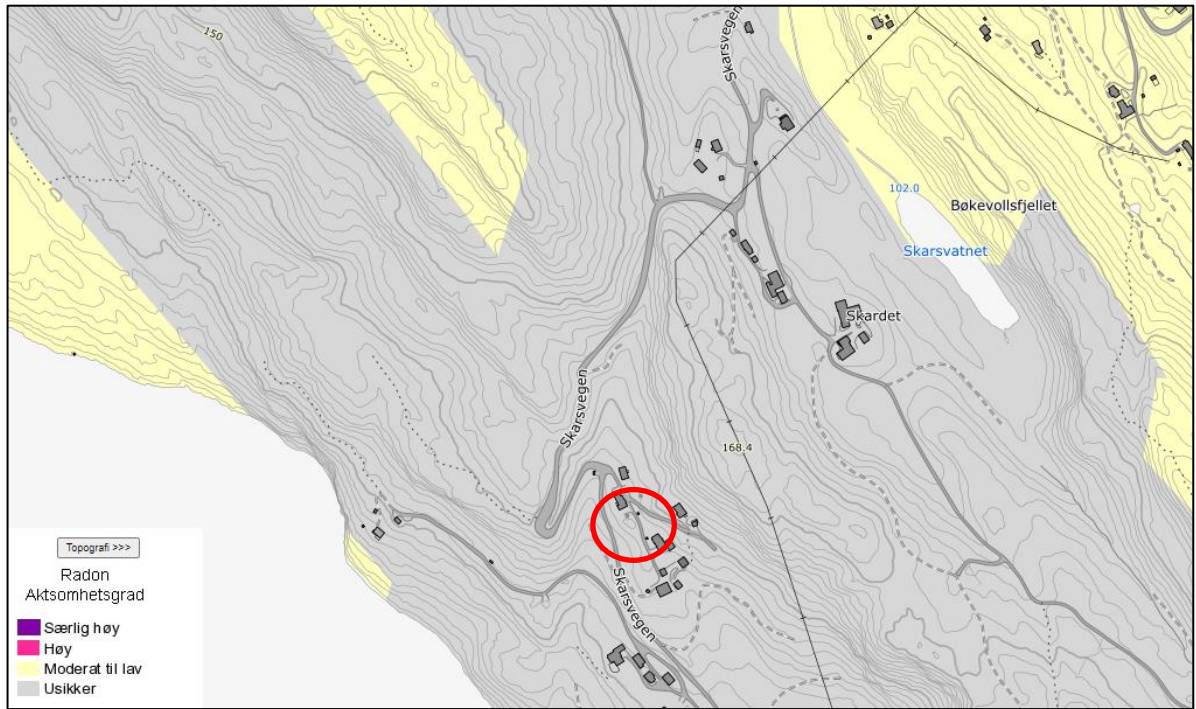 150
Skarsvegen
102.0
Bøkevollsfjellet
Skarsvatnet
Skardet
Skarsvegen
168.4
Skarsvegen
Topografi >>>
Radon
Aktsomhetsgrad
Særlig høy
Høy
Moderat til lav
Usikker